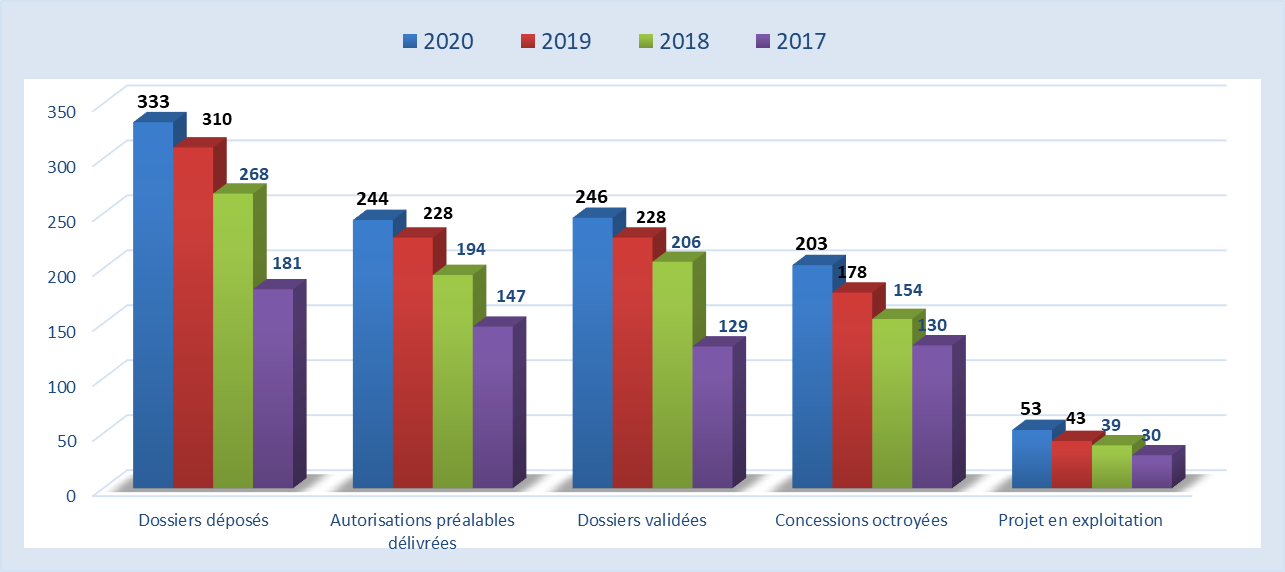 2020 2019 2018 2017
350
300
250
200
150
100
50
0
333 310 268 181
244 228 194 147
246 228 206 129
203 178 154 130
53 43 39 30
Dossiers déposés
Autorisations préalables
délivrées
Dossiers validées
Concessions octroyées
Projet en exploitation